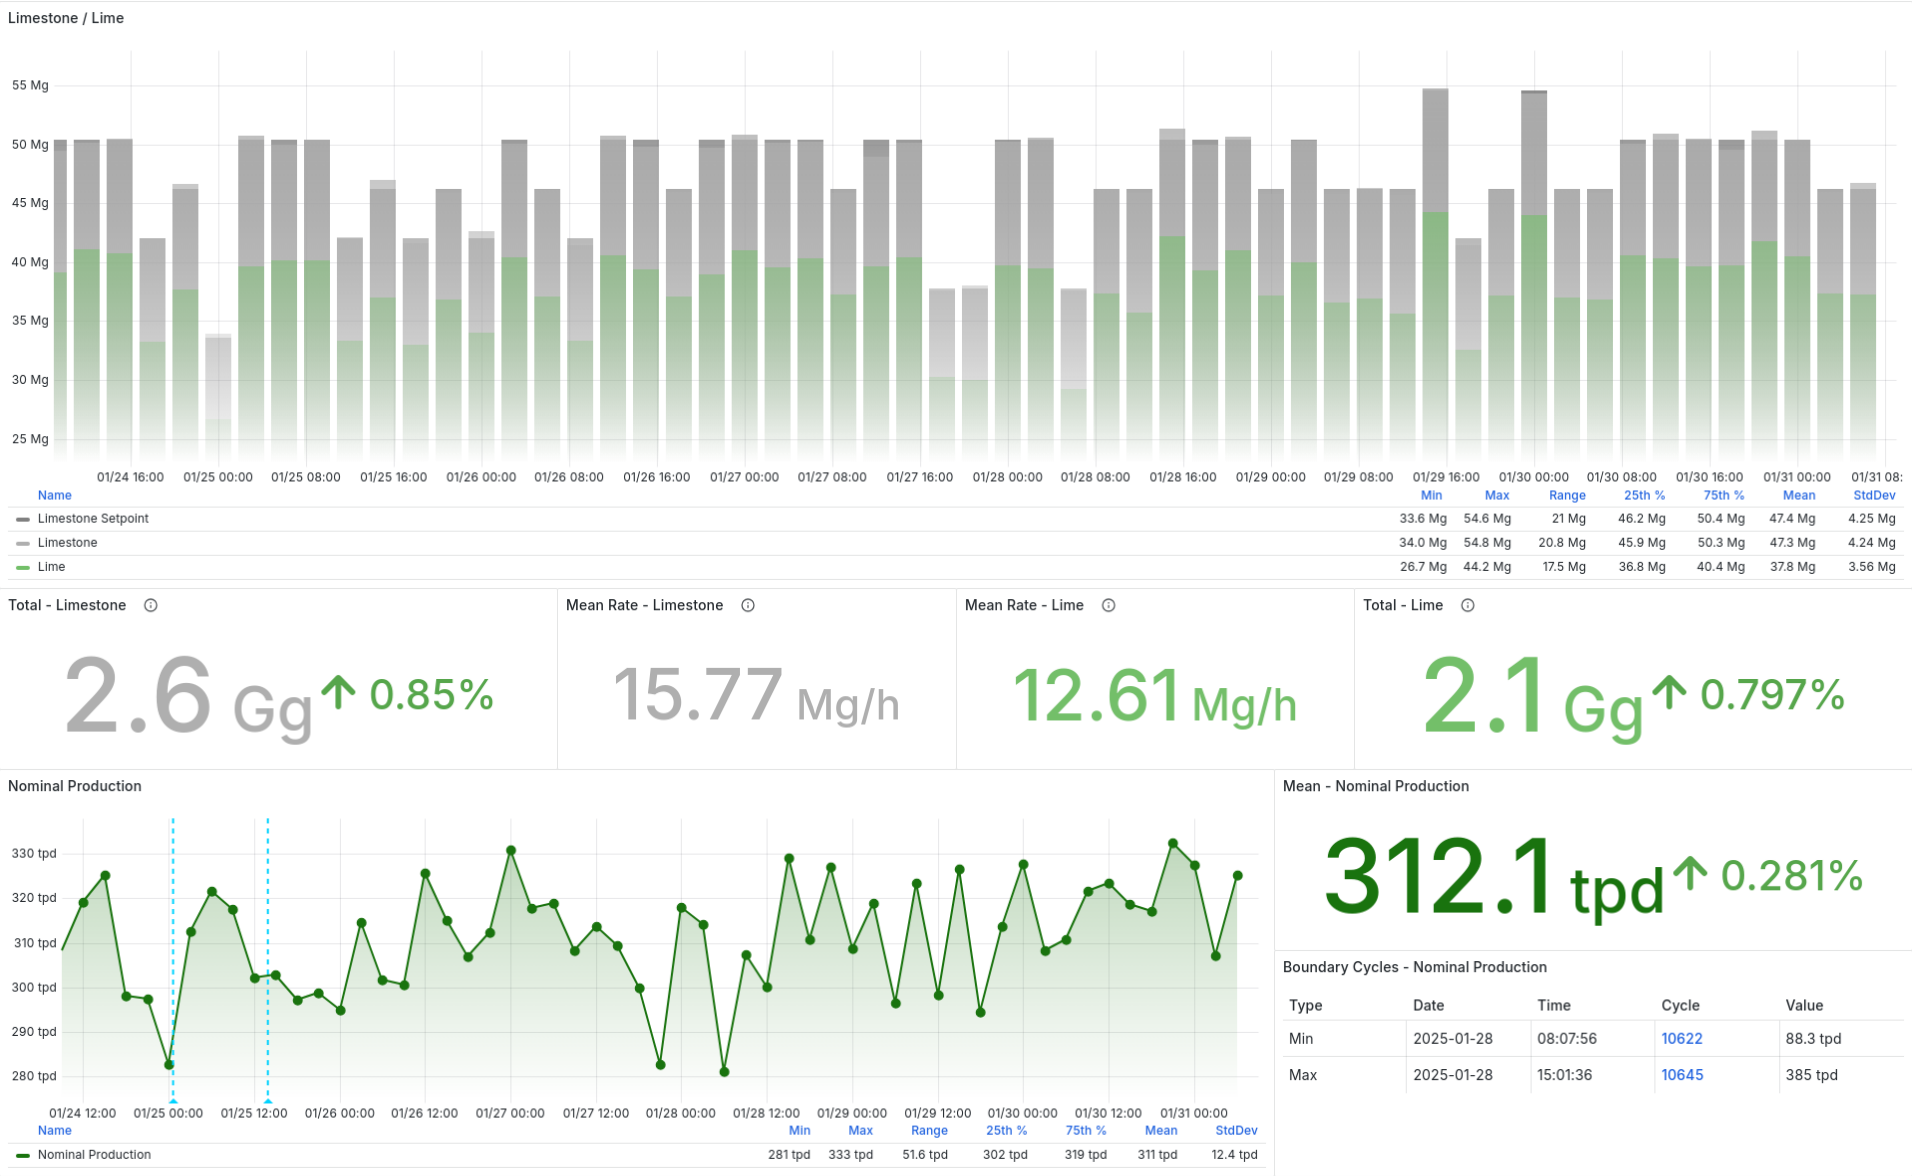 Limestone / Lime
55 Mg
50 Mg
45 Mg
40 Mg
35 Mg
30 Mg
25 Mg
01/24 16:00 01/25 00:00 01/25 08:00 01/25 16:00 01/26 00:00 01/26 08:00 01/26 16:00 01/27 00:00 01/27 08:00 01/27 16:00 01/28 00:00 01/28 08:00 01/28 16:00 01/29 00:00 01/29 08:00 01/29 16:00 01/30 00:00 01/30 08:00 01/30 16:00 01/31 00:00 01/31 08:
Name Min Max Range 25th % 75th % Mean StdDev
Limestone Setpoint 33.6 Mg 54.6 Mg 21 Mg 46.2 Mg 50.4 Mg 47.4 Mg 4.25 Mg
Limestone 34.0 Mg 54.8 Mg 20.8 Mg 45.9 Mg 50.3 Mg 47.3 Mg 4.24 Mg
Lime 26.7 Mg 44.2 Mg 17.5 Mg 36.8 Mg 40.4 Mg 37.8 Mg 3.56 Mg
Total - Limestone
2.6 Gg 0.85%
Mean Rate - Limestone
15.77 Mg/h
Mean Rate - Lime
12.61 Mg/h
Total - Lime
2.1 Gg 0.797%
Nominal Production
330 tpd
320 tpd
310 tpd
300 tpd
290 tpd
280 tpd
01/24 12:00 01/25 00:00 01/25 12:00 01/26 00:00 01/26 12:00 01/27 00:00 01/27 12:00 01/28 00:00 01/28 12:00 01/29 00:00 01/29 12:00 01/30 00:00 01/30 12:00 01/31 00:00
Name Min Max Range 25th % 75th % Mean StdDev
Nominal Production 281 tpd 333 tpd 51.6 tpd 302 tpd 319 tpd 311 tpd 12.4 tpd
Mean - Nominal Production
312.1 tpd 0.281%
Boundary Cycles - Nominal Production
Type Date Time Cycle Value
Min 2025-01-28 08:07:56 10622 88.3 tpd
Max 2025-01-28 15:01:36 10645 385 tpd